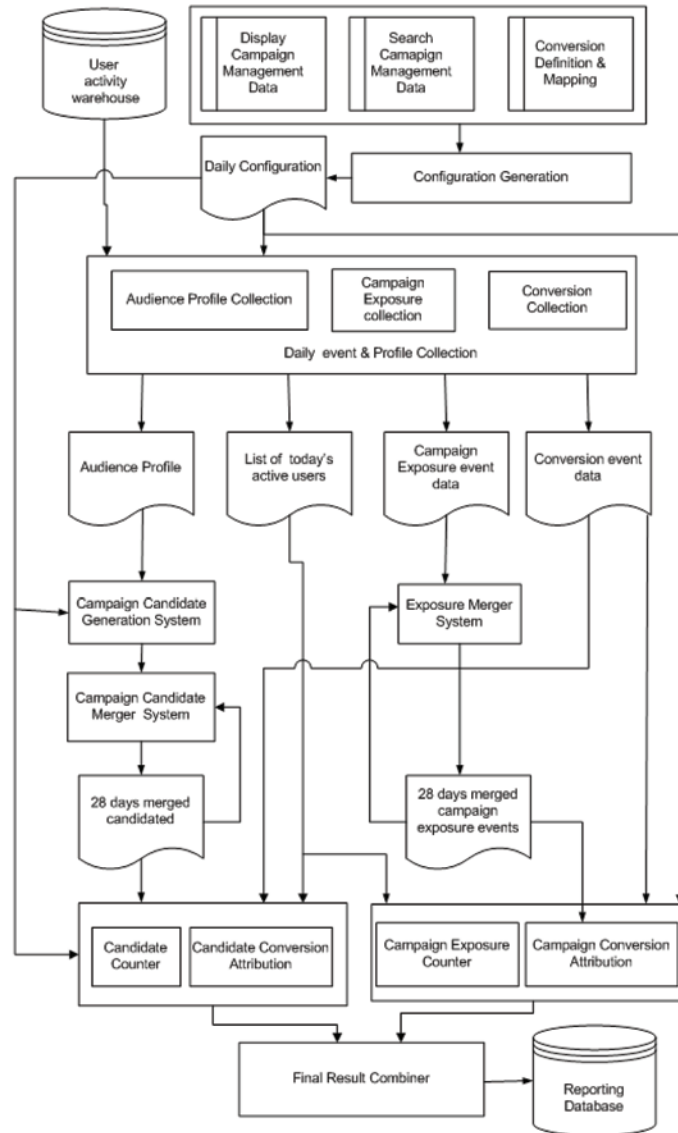 User
activity
warehouse
Display
Campaign
Management
Data
Search
Camapign
Management
Data
Conversion
Definition &
Mapping
Daily Configuration
Configuration Generation
Audience Profile Collection
Campaign
Exposure
collection
Conversion
Collection
Daily event & Profile Collection
Audience Profile
List of today's
active users
Campaign
Exposure event
data
Conversion event
data
Campaign Candidate
Generation System
Exposure Merger
System
Campaign Candidate
Merger System
28 days merged
candidated
28 days merged
campaign
exposure events
Candidate
Counter
Candidate Conversion
Attribution
Campaign Exposure
Counter
Campaign Conversion
Attribution
Final Result Combiner
Reporting
Database